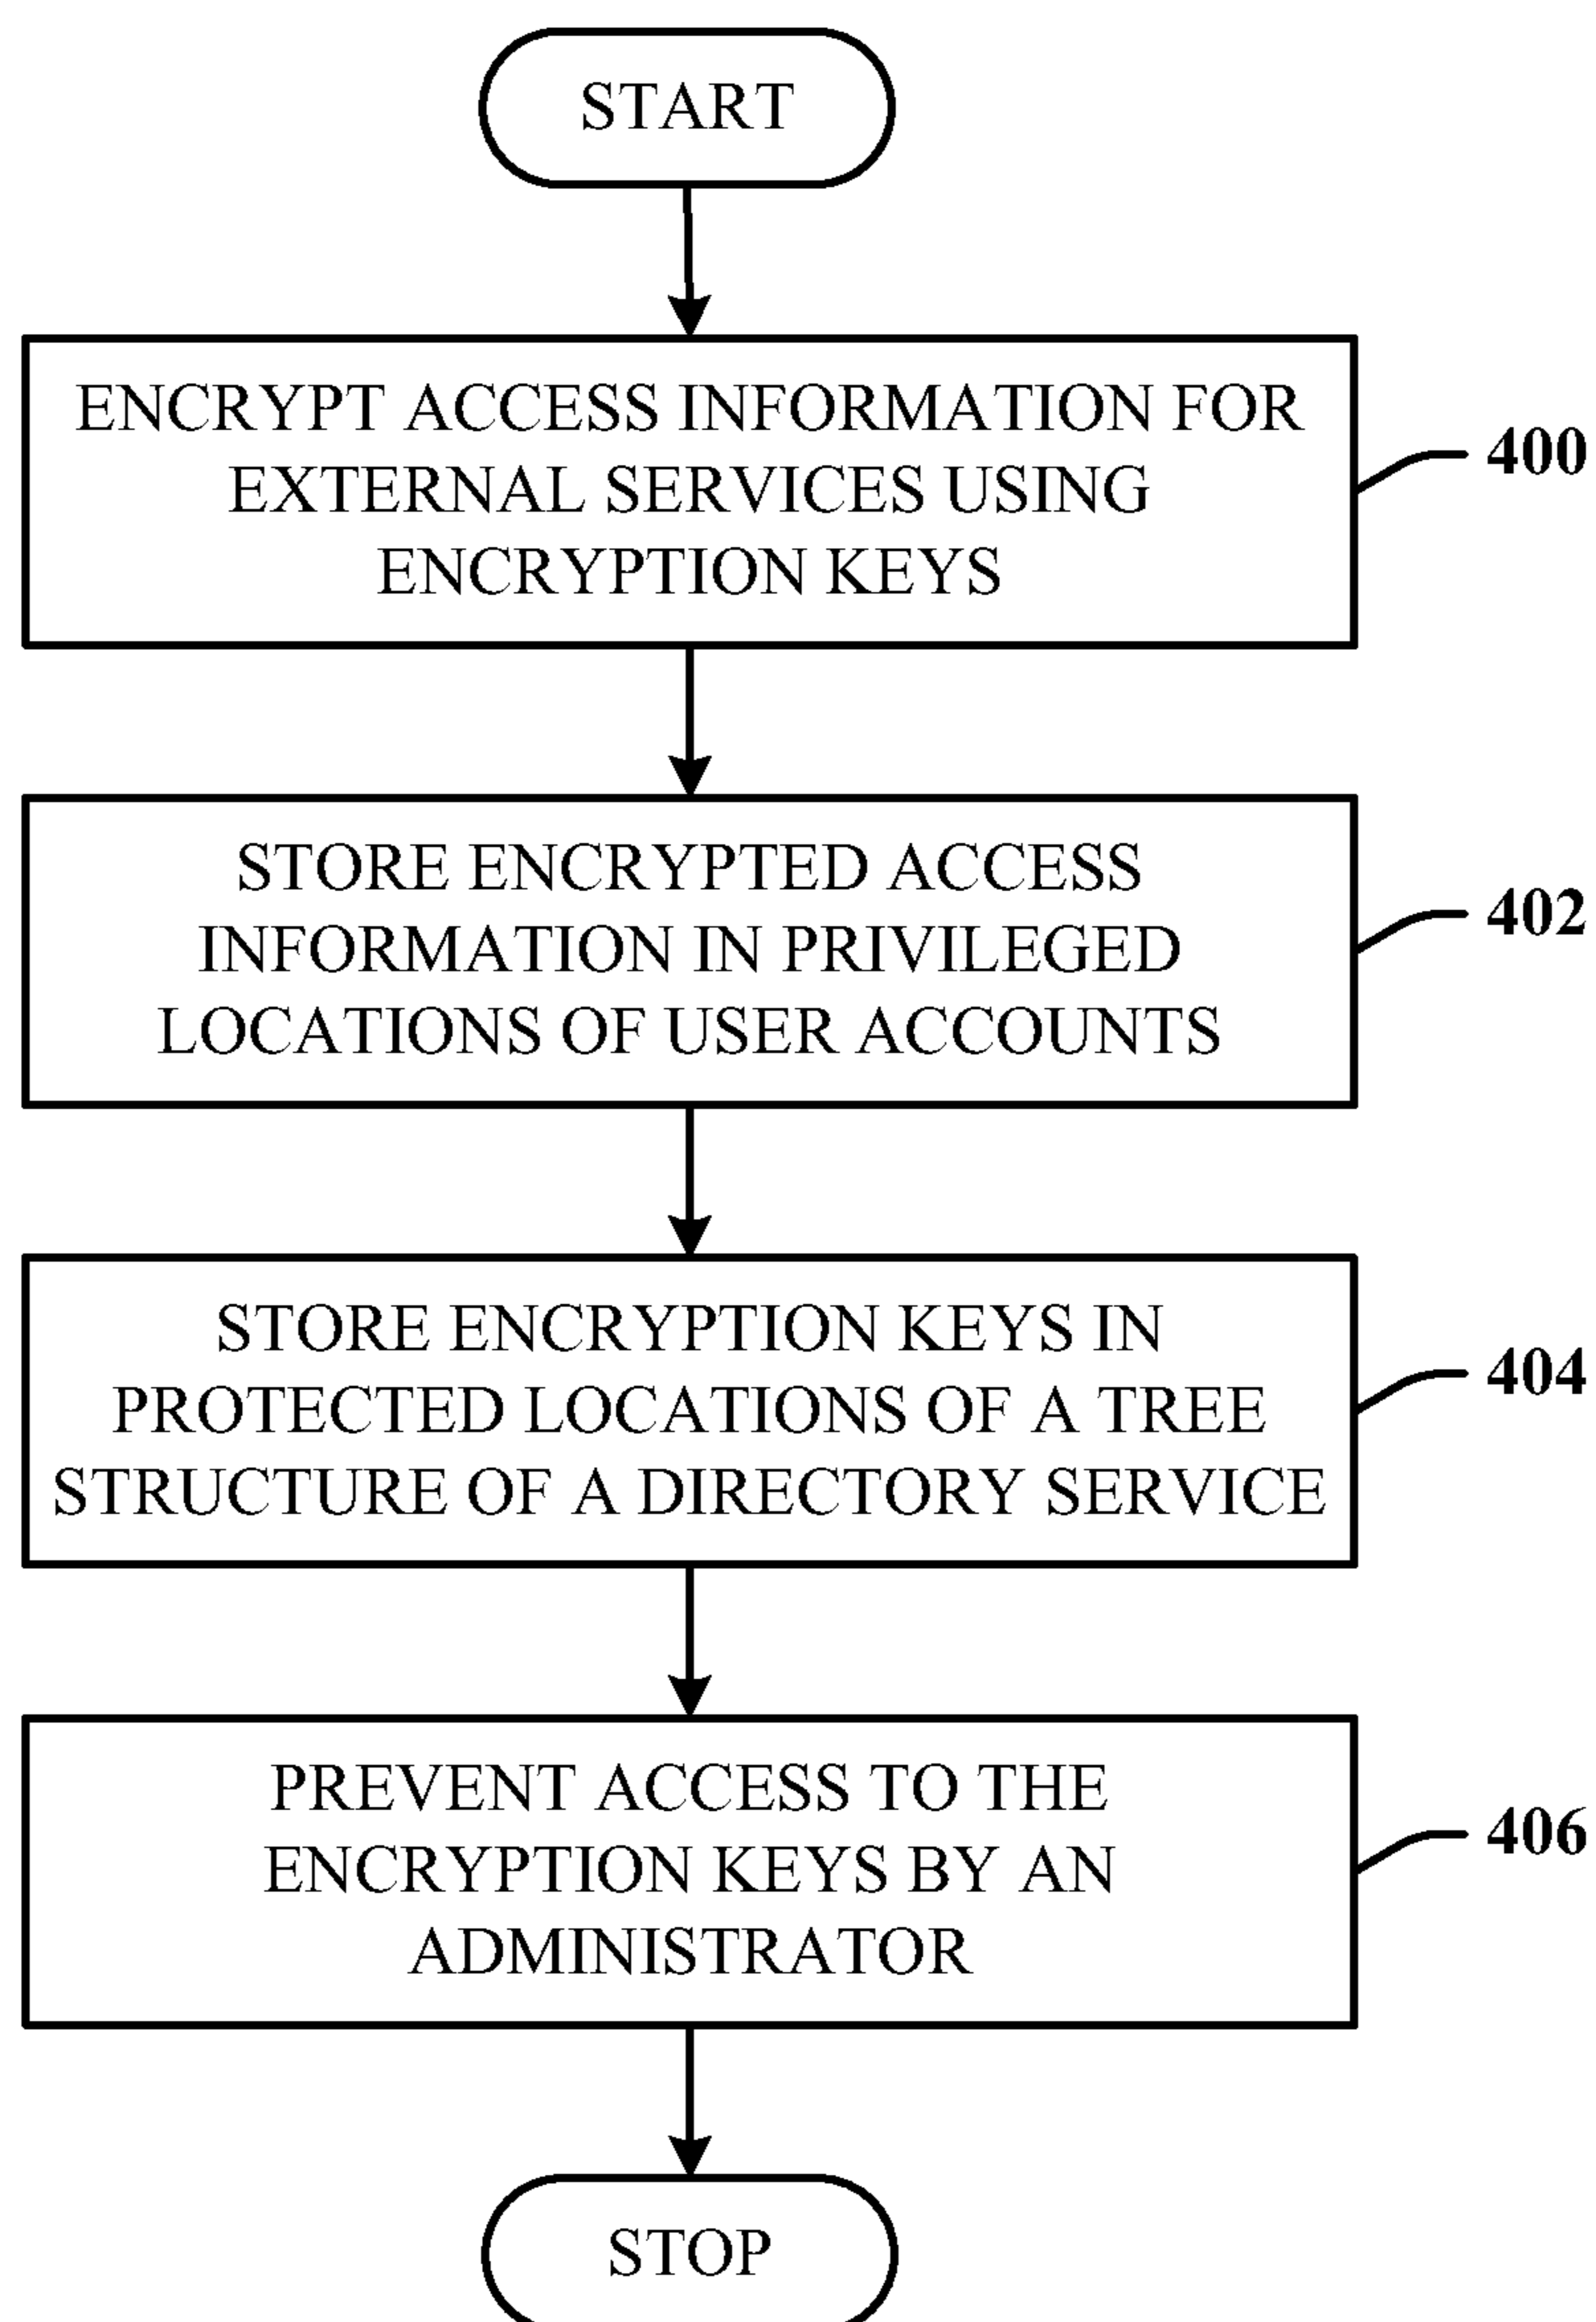 START
ENCRYPT ACCESS INFORMATION FOR
EXTERNAL SERVICES USING
ENCRYPTION KEYS
400
STORE ENCRYPTED ACCESS
INFORMATION IN PRIVILEGED
LOCATIONS OF USER ACCOUNTS
402
STORE ENCRYPTION KEYS IN
PROTECTED LOCATIONS OF A TREE
STRUCTURE OF A DIRECTORY SERVICE
404
PREVENT ACCESS TO THE
ENCRYPTION KEYS BY AN
ADMINISTRATOR
406
STOP